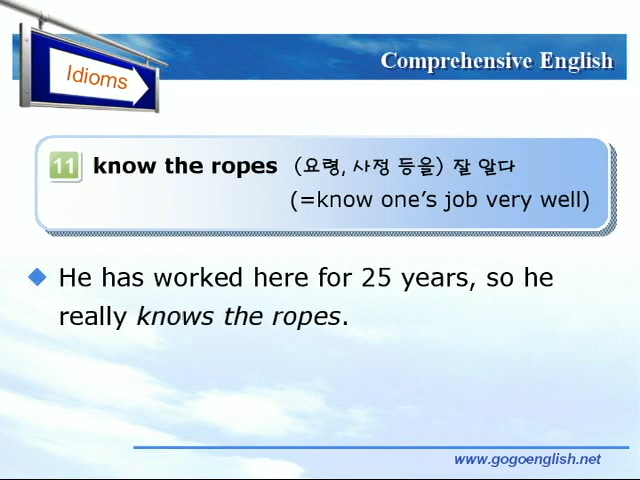 Idioms
Comprehensive English
11 know the ropes (요령, 사정 등을) 잘 알다
(=know one’s job very well)
He has worked here for 25 years, so he
really knows the ropes.
www.gogoenglish.net